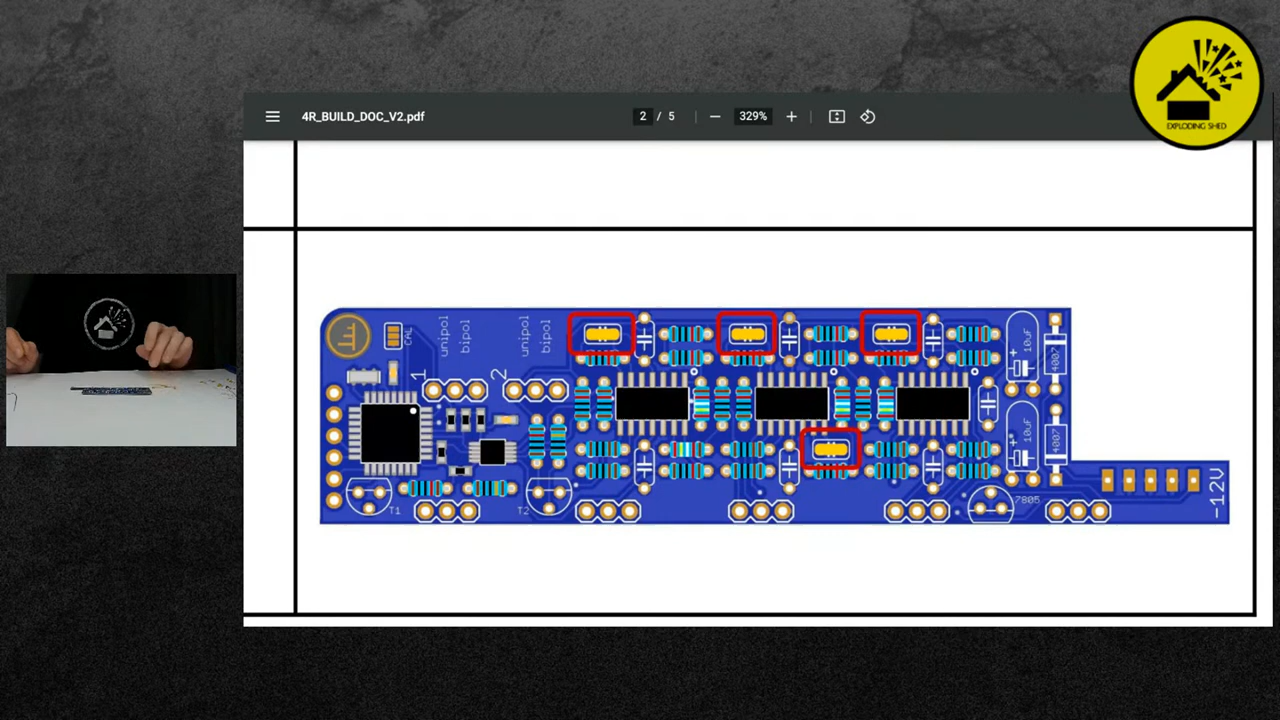 4R_BUILD_DOC_V2.pdf
2 / 5
329%
EXPLODING SHED
CAL
unipol
bipol
unipol
bipol
1
2
10uF
4007
10uF
4007
T1
T2
7805
-12V